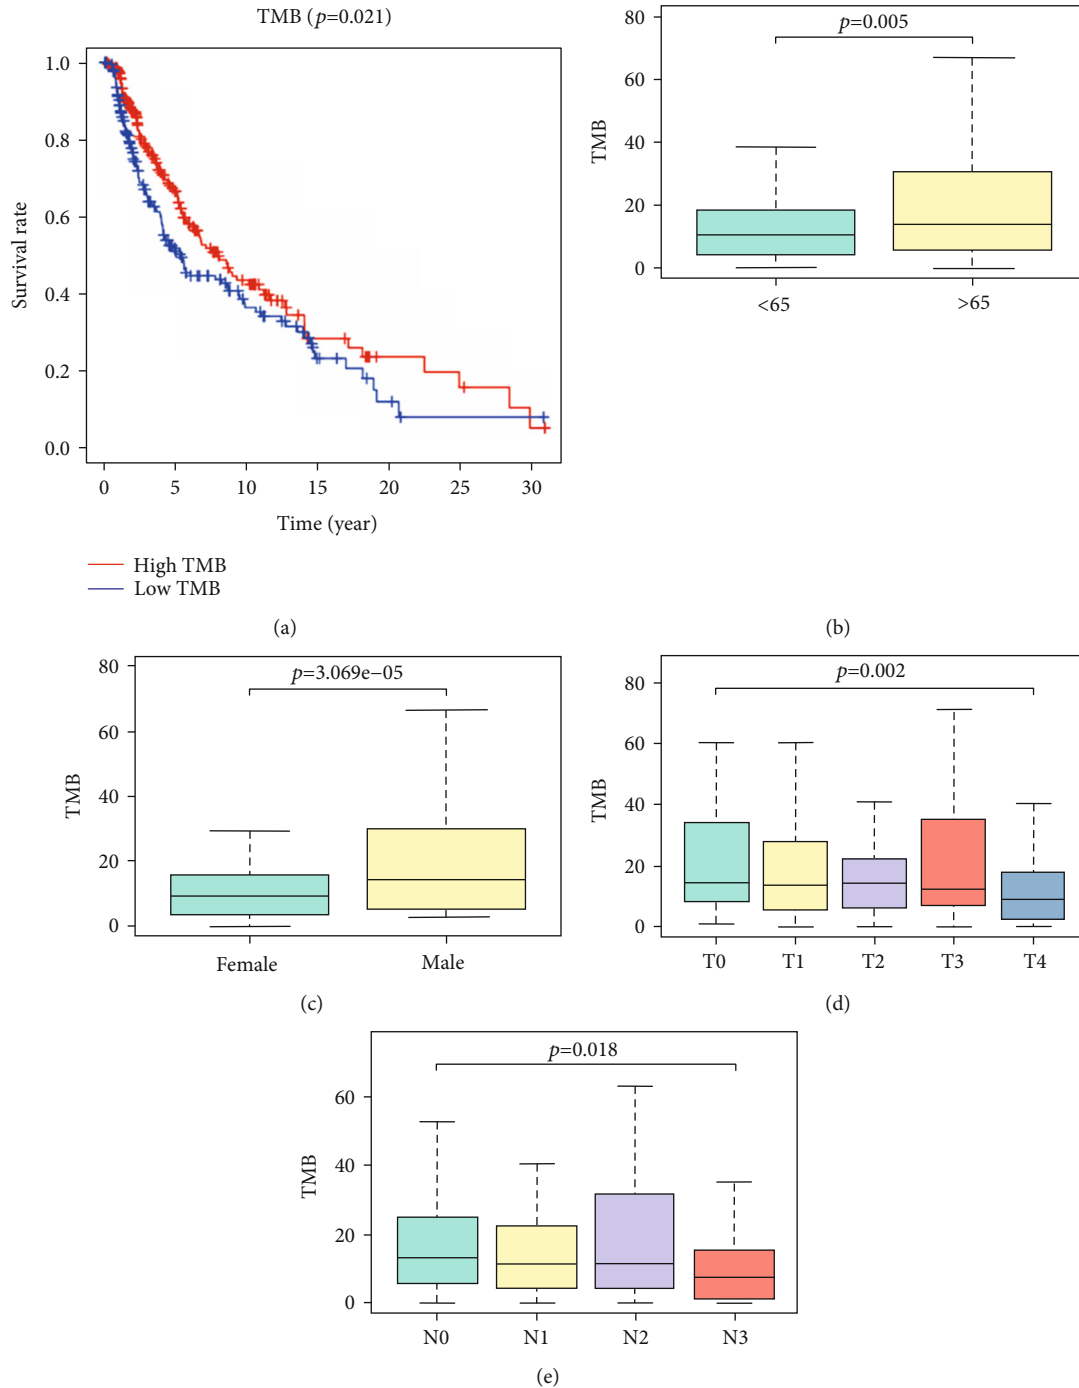 TMB (p=0.021)
1.0
0.8
0.6
0.4
0.2
0.0
Survival rate
0 5 10 15 20 25 30
Time (year)
High TMB
Low TMB
(a)
80
60
40
20
0
TMB
p=0.005
<65 >65
(b)
80
60
40
20
0
TMB
p=3.069e−05
Female Male
(c)
80
60
40
20
0
TMB
p=0.002
T0 T1 T2 T3 T4
(d)
60
40
20
0
TMB
p=0.018
N0 N1 N2 N3
(e)